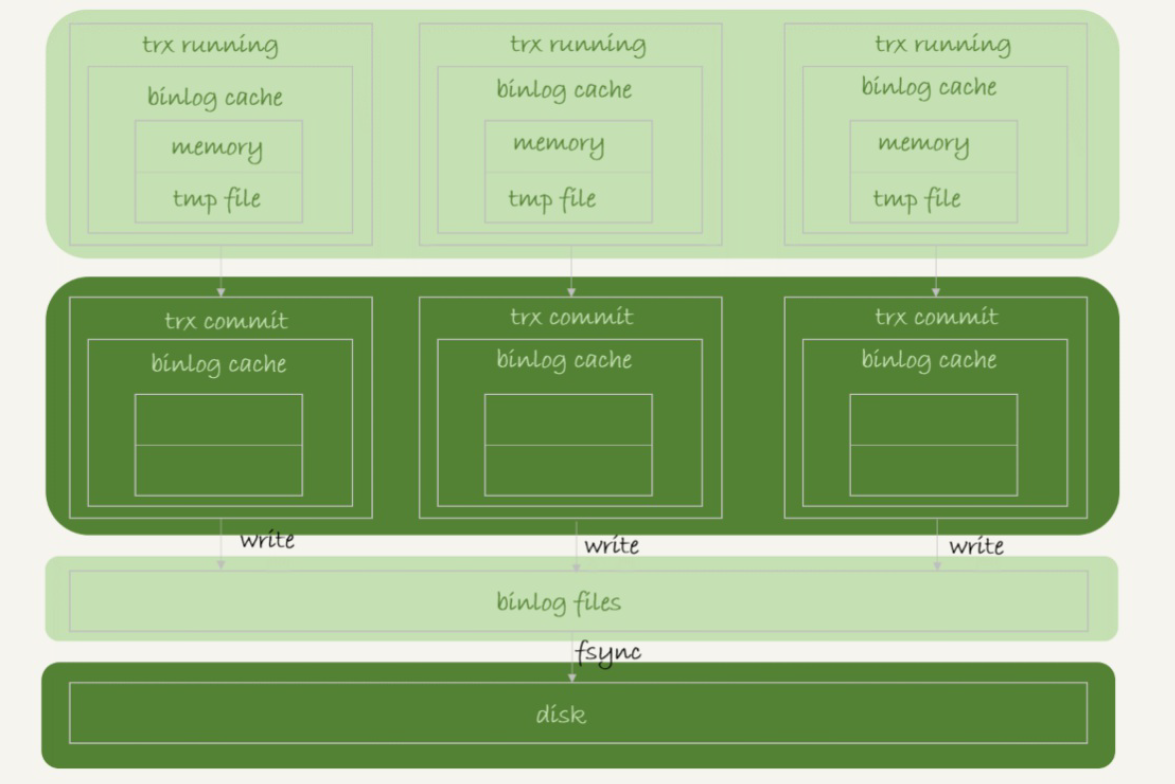 trx running
trx running
trx running
binlog cache
binlog cache
binlog cache
memory
memory
memory
tmp file
tmp file
tmp file
trx commit
trx commit
trx commit
binlog cache
binlog cache
binlog cache
write
write
write
binlog files
fsync
disk